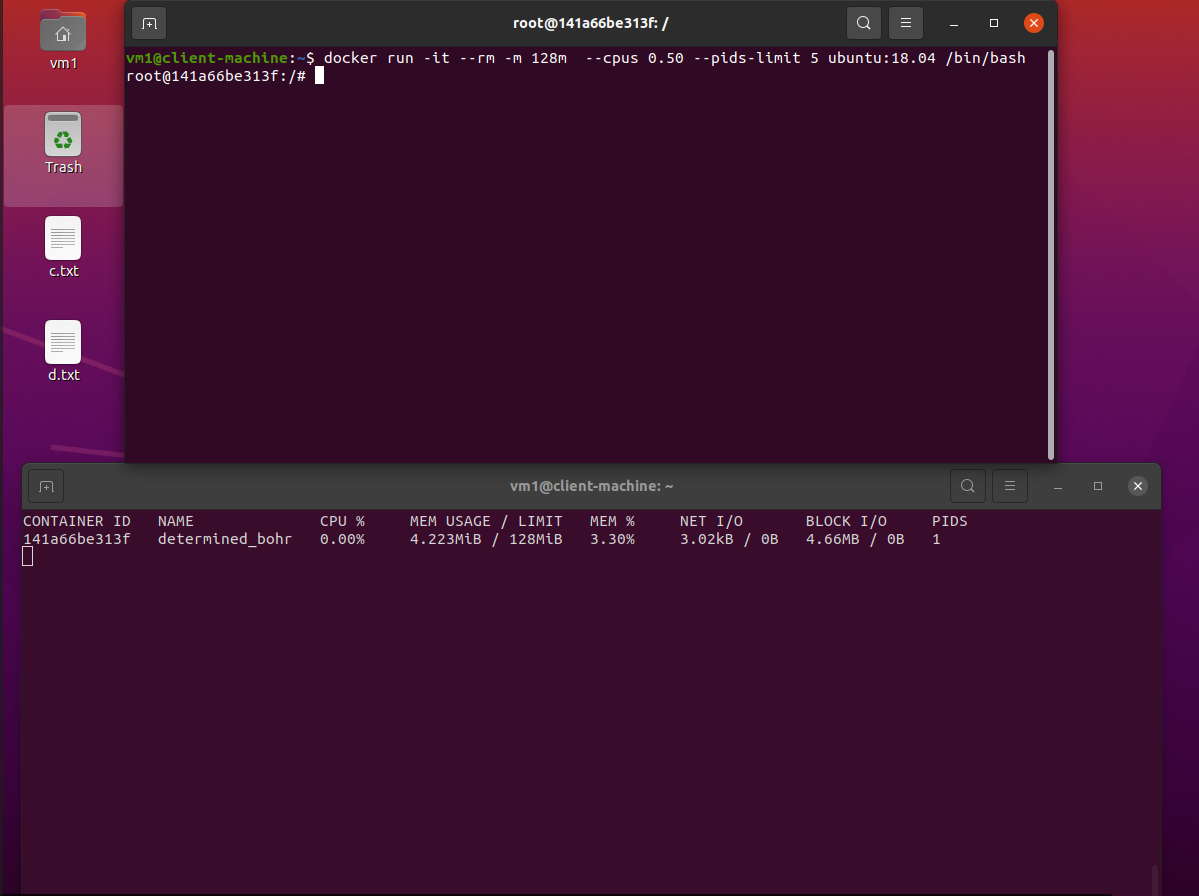 vm1
Trash
c.txt
d.txt
root@141a66be313f: /
vm1@client-machine:~$ docker run -it --rm -m 128m  --cpus 0.50 --pids-limit 5 ubuntu:18.04 /bin/bash
root@141a66be313f:/#
vm1@client-machine: ~
CONTAINER ID   NAME              CPU %     MEM USAGE / LIMIT   MEM %     NET I/O       BLOCK I/O     PIDS
141a66be313f   determined_bohr   0.00%     4.223MiB / 128MiB   3.30%     3.02kB / 0B   4.66MB / 0B   1